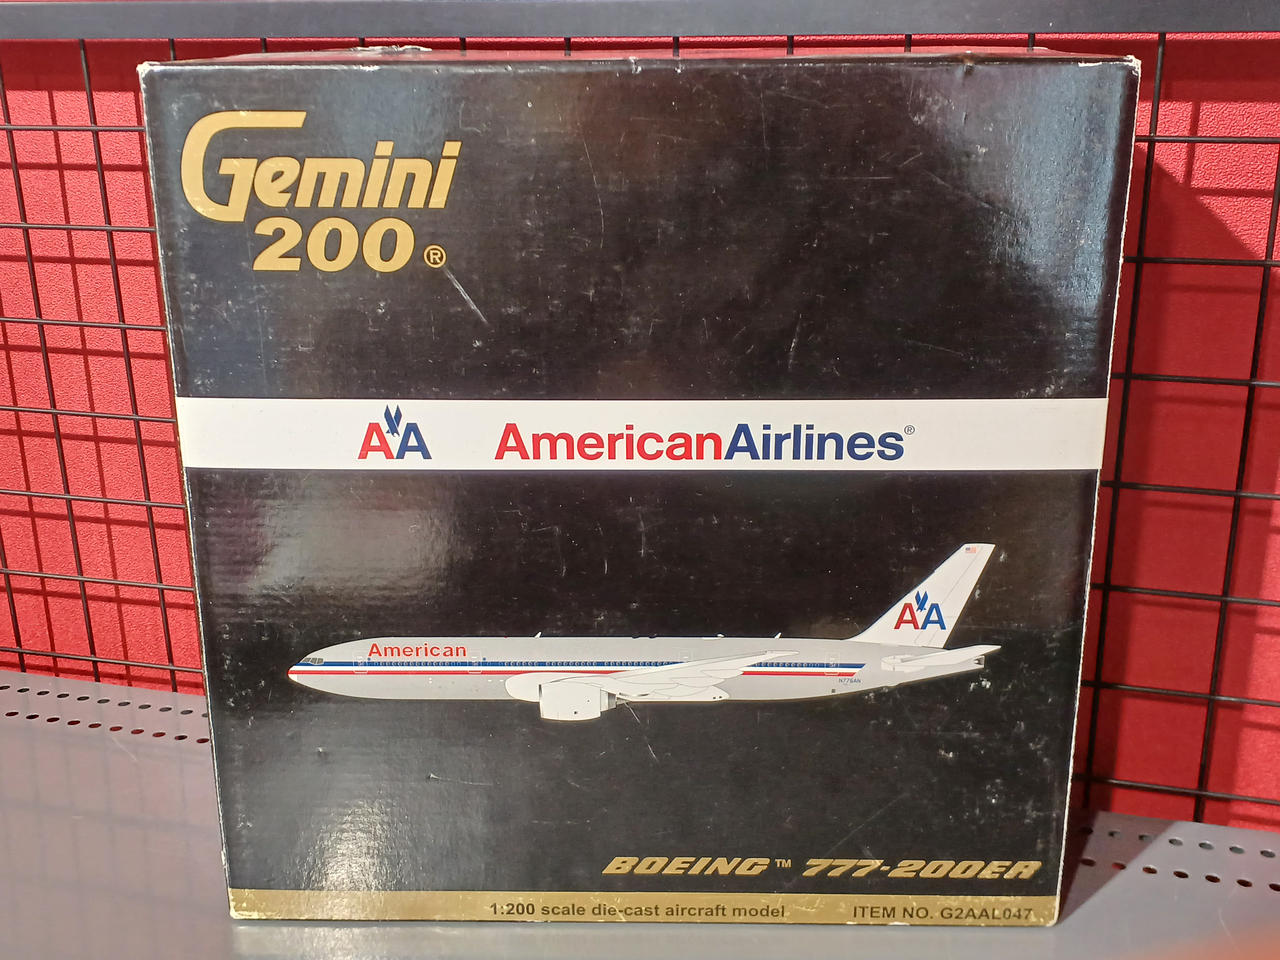 Gemini
200®
AA AmericanAirlines®
AA
American
N776AN
BOEING™ 777-200ER
1:200 scale die-cast aircraft model ITEM NO. G2AAL047